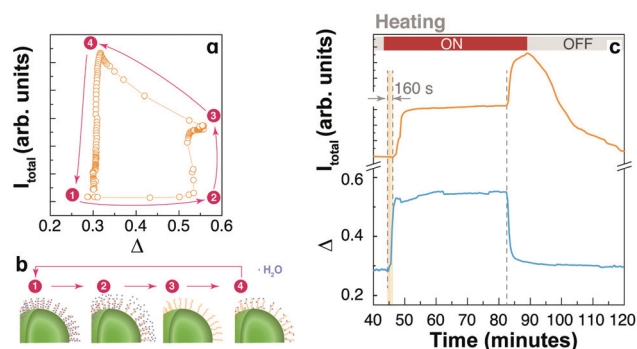 a
I_total (arb. units)
4
3
1
2
0.2 0.3 0.4 0.5 0.6
Δ
b
· H₂O
1 2 3 4
Heating
ON OFF c
160 s
I_total (arb. units)
0.6
0.4
0.2
Δ
40 50 60 70 80 90 100 110 120
Time (minutes)